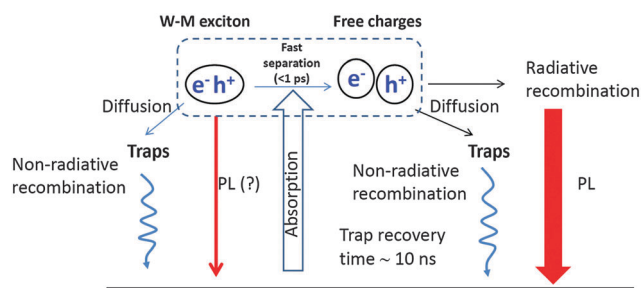 W-M exciton
Free charges
Fast
separation
(<1 ps)
e- h+
e-
h+
Radiative
recombination
Diffusion
Diffusion
Traps
Traps
Non-radiative
recombination
PL (?)
Absorption
Non-radiative
recombination
PL
Trap recovery
time ~ 10 ns